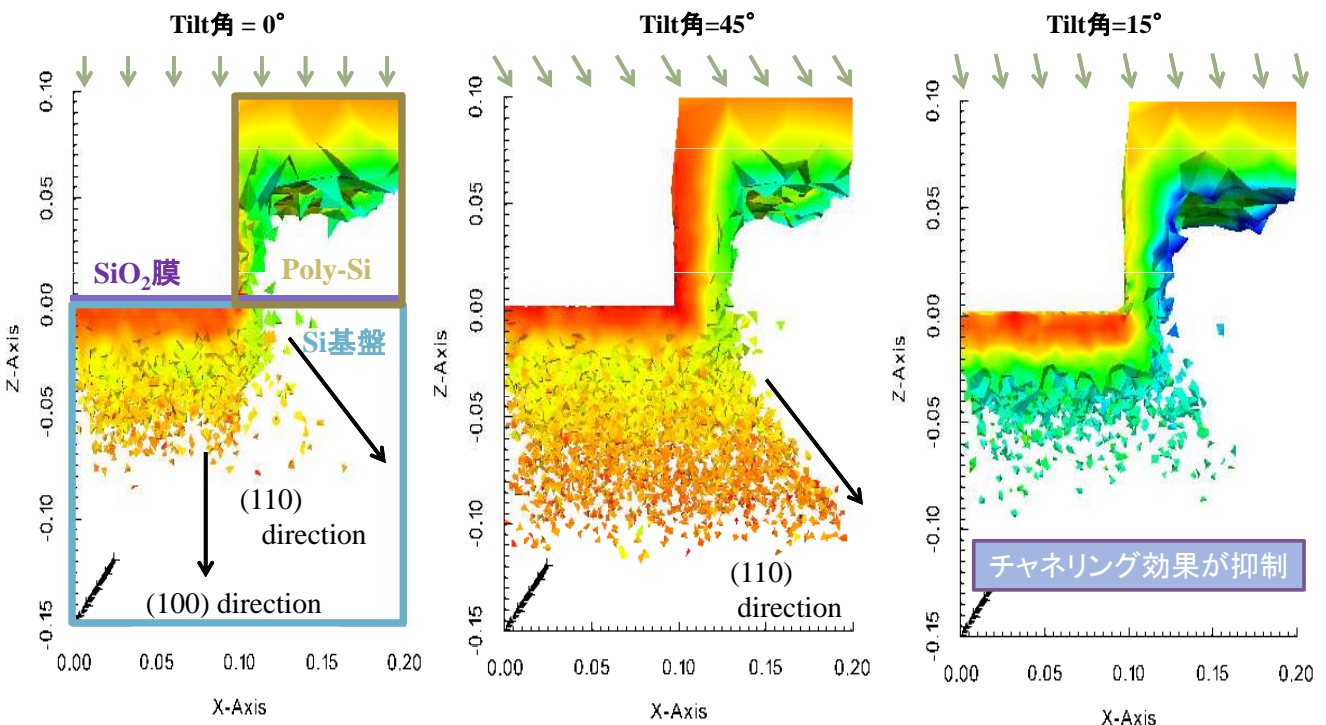 Tilt角 = 0°
Tilt角=45°
Tilt角=15°
0.10
0.05
0.00
-0.05
-0.10
-0.15
Z-Axis
SiO₂膜
Poly-Si
Si基盤
(110)
direction
(100) direction
0.00 0.05 0.10 0.15 0.20
X-Axis
0.10
0.05
0.00
-0.05
-0.10
-0.15
Z-Axis
(110)
direction
0.00 0.05 0.10 0.15 0.20
X-Axis
0.10
0.05
0.00
-0.05
-0.10
-0.15
Z-Axis
チャネリング効果が抑制
0.00 0.05 0.10 0.15 0.20
X-Axis